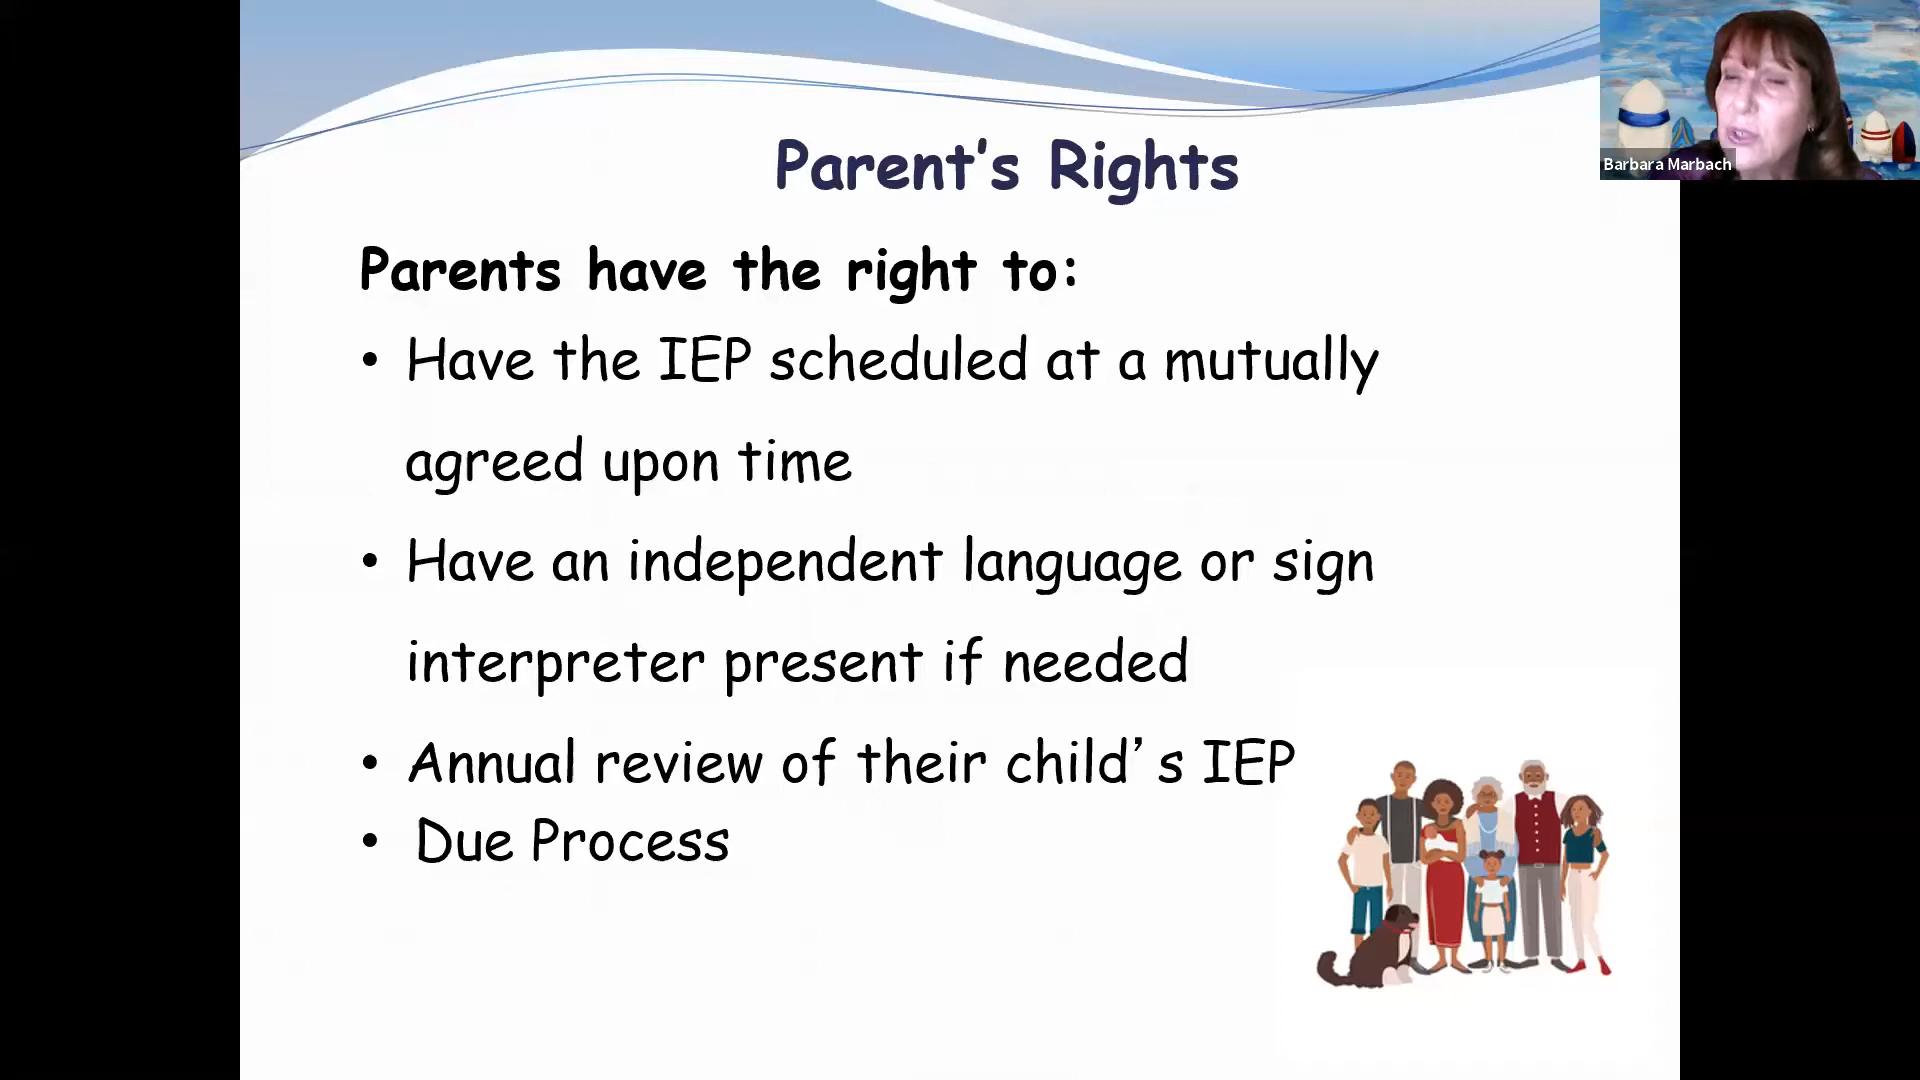 Parent’s Rights
Barbara Marbach
Parents have the right to:
• Have the IEP scheduled at a mutually
agreed upon time
• Have an independent language or sign
interpreter present if needed
• Annual review of their child’s IEP
• Due Process